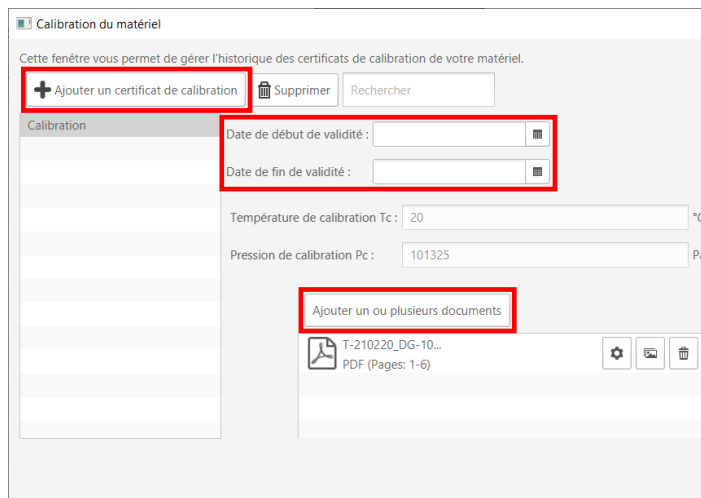 Calibration du matériel
Cette fenêtre vous permet de gérer l'historique des certificats de calibration de votre matériel.
Ajouter un certificat de calibration Supprimer Rechercher
Calibration
Date de début de validité :
Date de fin de validité :
Température de calibration Tc : 20
Pression de calibration Pc : 101325
Ajouter un ou plusieurs documents
T-210220_DG-10...
PDF (Pages: 1-6)